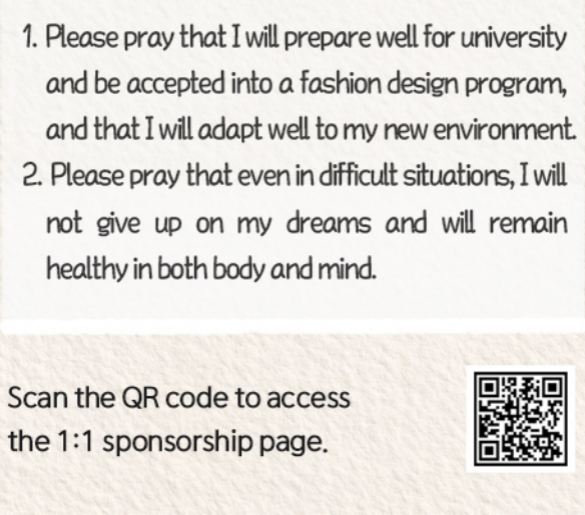 1. Please pray that I will prepare well for university
and be accepted into a fashion design program,
and that I will adapt well to my new environment.
2. Please pray that even in difficult situations, I will
not give up on my dreams and will remain
healthy in both body and mind.
Scan the QR code to access
the 1:1 sponsorship page.